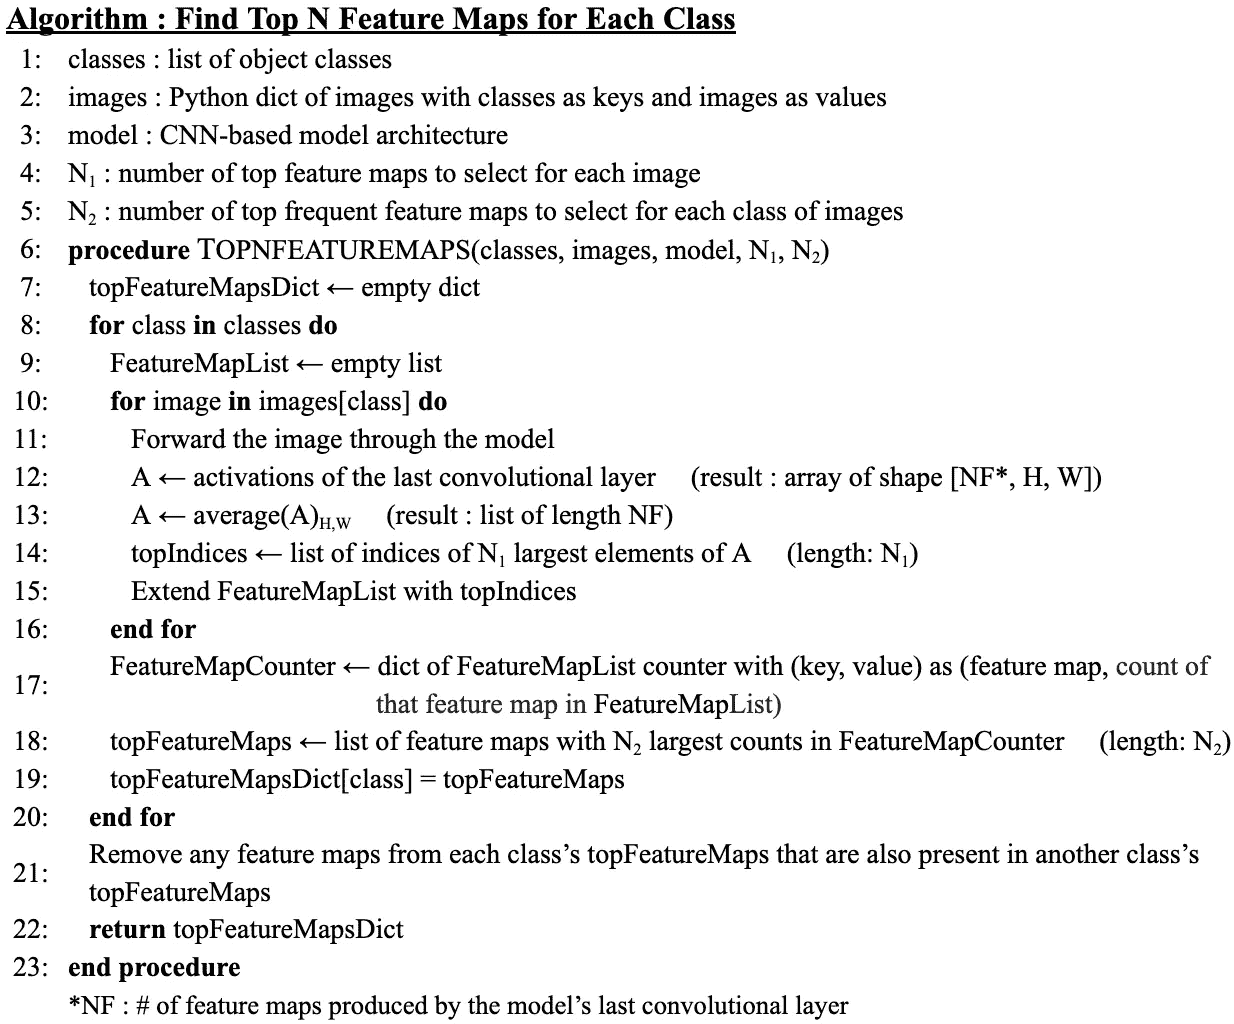 Algorithm : Find Top N Feature Maps for Each Class
1: classes : list of object classes
2: images : Python dict of images with classes as keys and images as values
3: model : CNN-based model architecture
4: N₁ : number of top feature maps to select for each image
5: N₂ : number of top frequent feature maps to select for each class of images
6: procedure TOPNFEATUREMAPS(classes, images, model, N₁, N₂)
7: topFeatureMapsDict ← empty dict
8: for class in classes do
9: FeatureMapList ← empty list
10: for image in images[class] do
11: Forward the image through the model
12: A ← activations of the last convolutional layer (result : array of shape [NF*, H, W])
13: A ← average(A)H,W (result : list of length NF)
14: topIndices ← list of indices of N₁ largest elements of A (length: N₁)
15: Extend FeatureMapList with topIndices
16: end for
17: FeatureMapCounter ← dict of FeatureMapList counter with (key, value) as (feature map, count of
that feature map in FeatureMapList)
18: topFeatureMaps ← list of feature maps with N₂ largest counts in FeatureMapCounter (length: N₂)
19: topFeatureMapsDict[class] = topFeatureMaps
20: end for
21: Remove any feature maps from each class’s topFeatureMaps that are also present in another class’s
topFeatureMaps
22: return topFeatureMapsDict
23: end procedure
*NF : # of feature maps produced by the model’s last convolutional layer